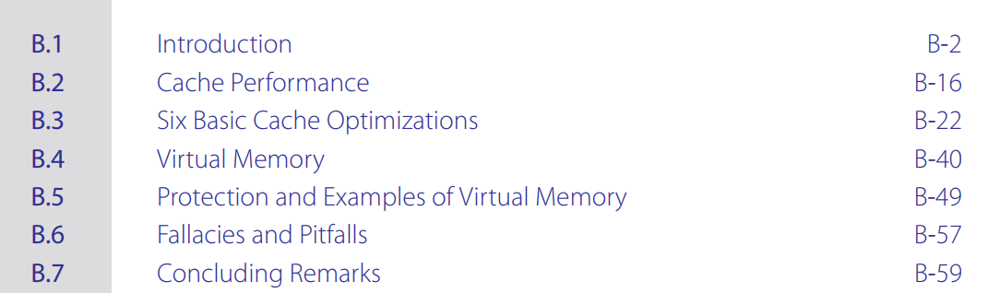 B.1 Introduction B-2
B.2 Cache Performance B-16
B.3 Six Basic Cache Optimizations B-22
B.4 Virtual Memory B-40
B.5 Protection and Examples of Virtual Memory B-49
B.6 Fallacies and Pitfalls B-57
B.7 Concluding Remarks B-59